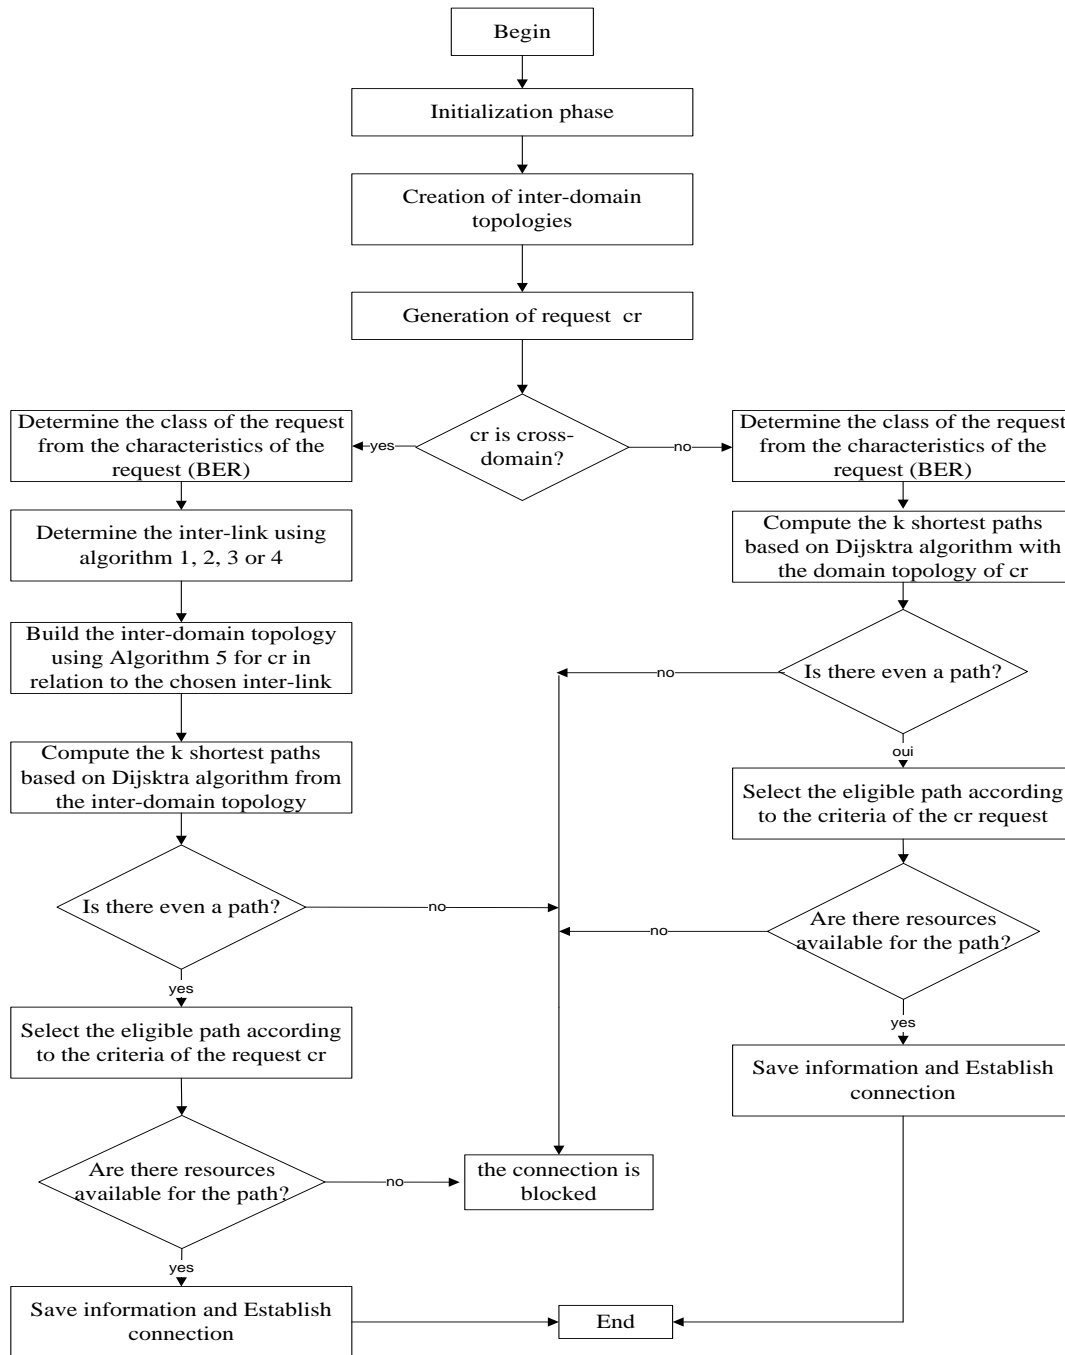 Begin
Initialization phase
Creation of inter-domain
topologies
Generation of request cr
cr is cross-
domain?
yes
no
Determine the class of the request
from the characteristics of the
request (BER)
Determine the inter-link using
algorithm 1, 2, 3 or 4
Build the inter-domain topology
using Algorithm 5 for cr in
relation to the chosen inter-link
Compute the k shortest paths
based on Dijsktra algorithm from
the inter-domain topology
Is there even a path?
no
yes
Select the eligible path according
to the criteria of the request cr
Are there resources
available for the path?
no
yes
Save information and Establish
connection
Determine the class of the request
from the characteristics of the
request (BER)
Compute the k shortest paths
based on Dijsktra algorithm with
the domain topology of cr
Is there even a path?
no
oui
Select the eligible path according
to the criteria of the cr request
Are there resources
available for the path?
no
yes
Save information and Establish
connection
the connection is
blocked
End